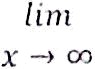 lim
x → ∞